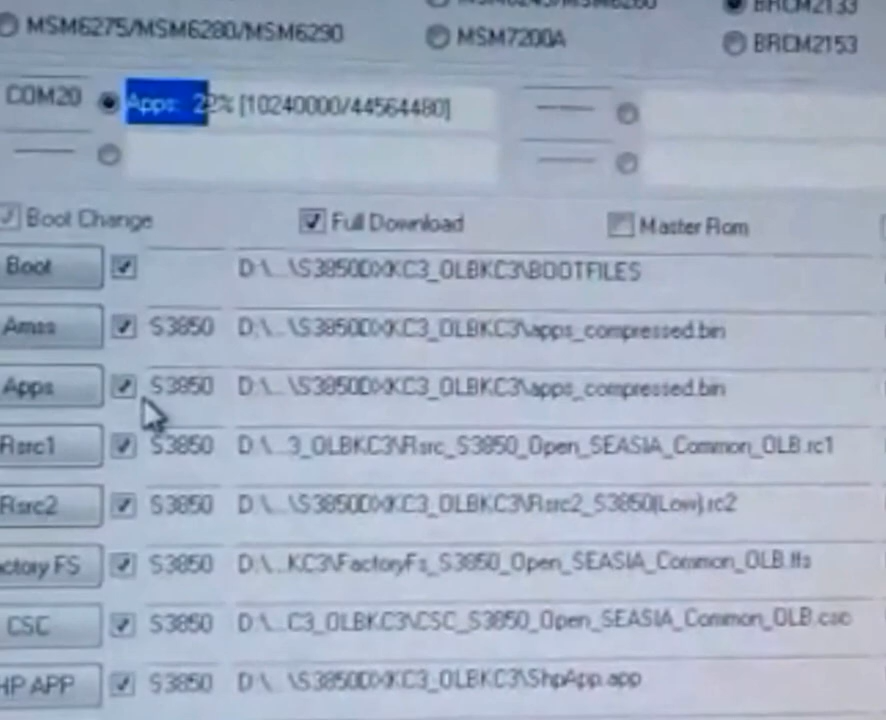 BRCM2133
MSM6275/MSM6280/MSM6290 MSM7200A BRCM2153
COM20 Apps: 22% [10240000/44564480]
Boot Change Full Download Master Rom
Boot D:\...\S3850DXKC3_OLBKC3\BOOTFILES
Amss S3850 D:\...\S3850DXKC3_OLBKC3\apps_compressed.bin
Apps S3850 D:\...\S3850DXKC3_OLBKC3\apps_compressed.bin
Rsrc1 S3850 D:\...3_OLBKC3\Rsrc_S3850_Open_SEASIA_Common_OLB.rc1
Rsrc2 S3850 D:\...\S3850DXKC3_OLBKC3\Rsrc2_S3850(Low).rc2
ctory FS S3850 D:\...KC3\FactoryFs_S3850_Open_SEASIA_Common_OLB.ffs
CSC S3850 D:\...C3_OLBKC3\CSC_S3850_Open_SEASIA_Common_OLB.csc
HP APP S3850 D:\...\S3850DXKC3_OLBKC3\ShpApp.app